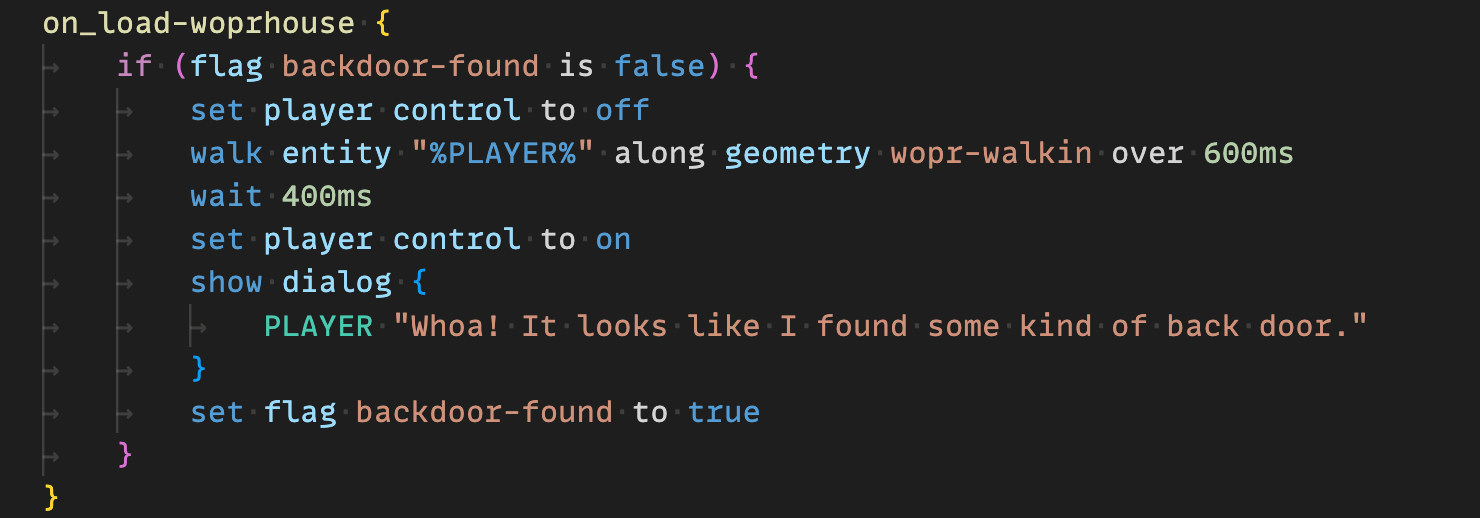 on_load-woprhouse {
if (flag backdoor-found is false) {
set player control to off
walk entity "%PLAYER%" along geometry wopr-walkin over 600ms
wait 400ms
set player control to on
show dialog {
PLAYER "Whoa! It looks like I found some kind of back door."
}
set flag backdoor-found to true
}
}